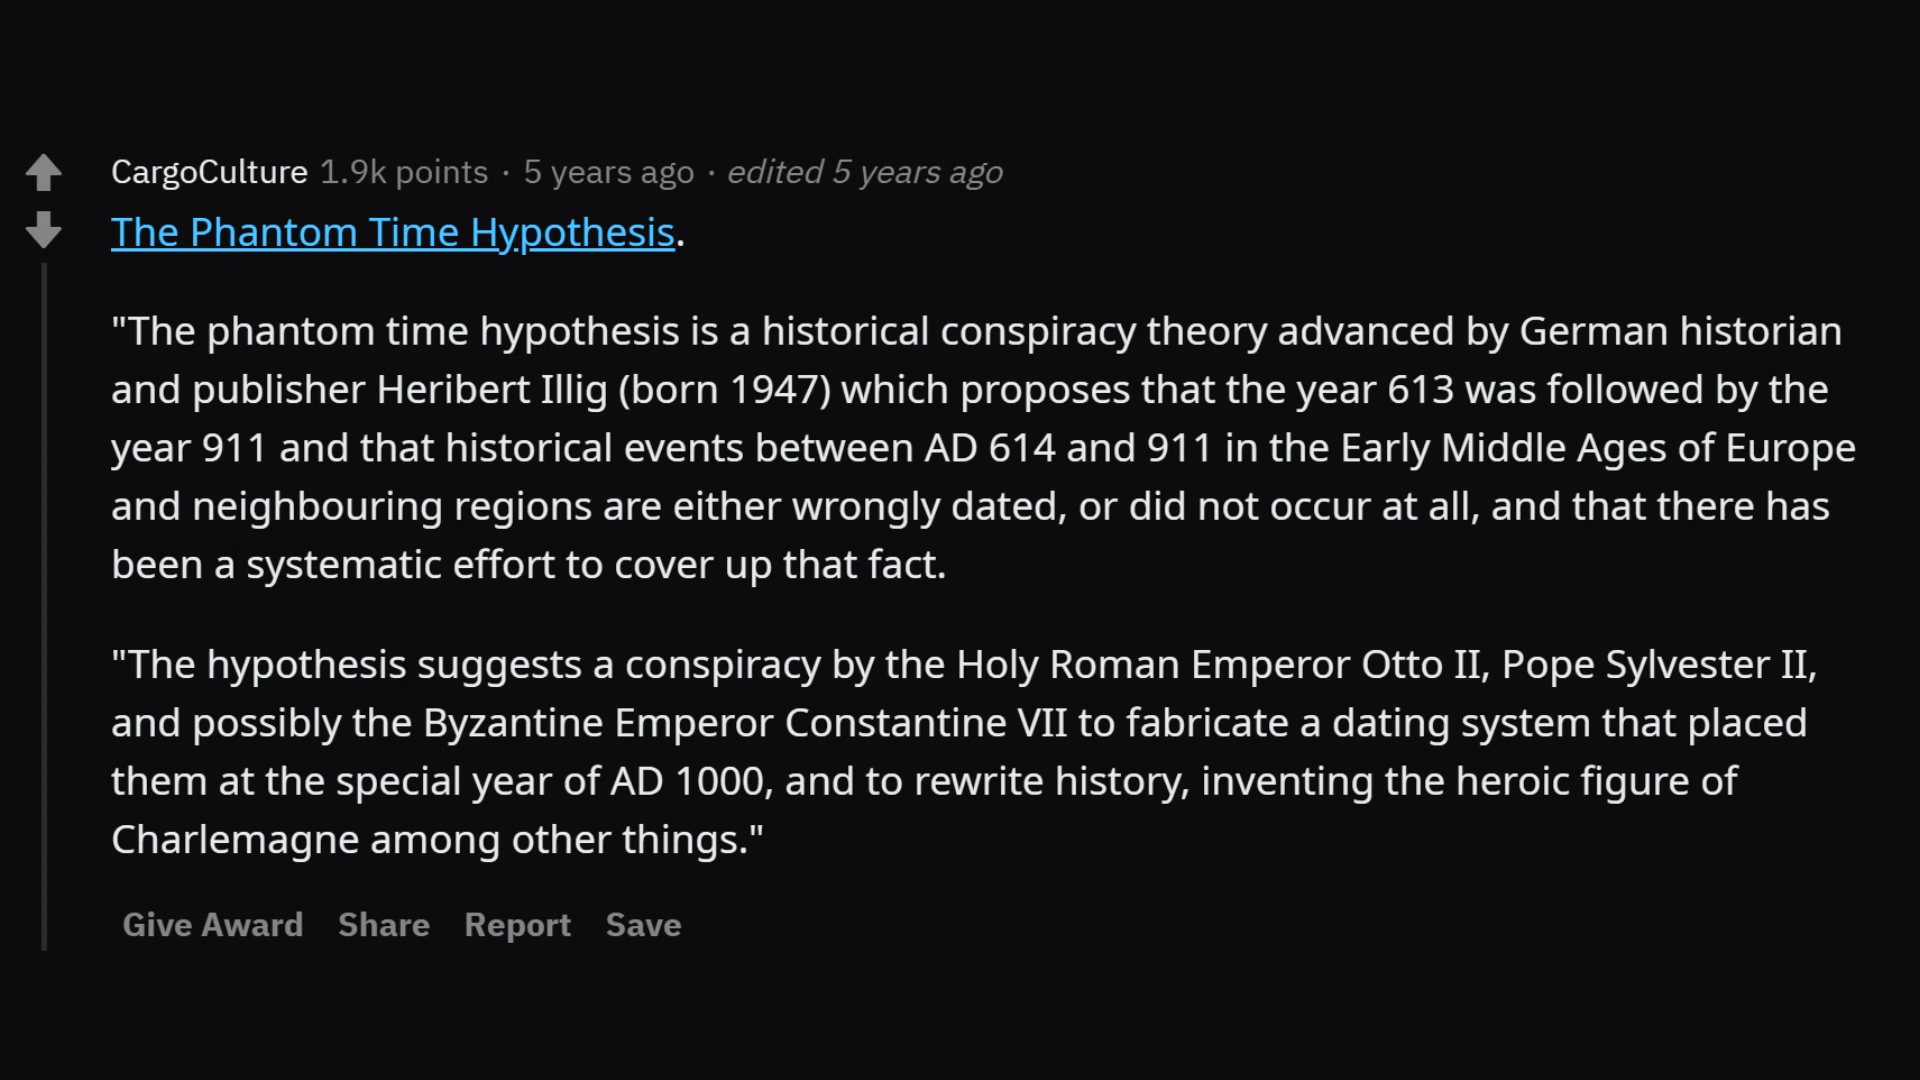 CargoCulture 1.9k points · 5 years ago · edited 5 years ago
The Phantom Time Hypothesis.
"The phantom time hypothesis is a historical conspiracy theory advanced by German historian
and publisher Heribert Illig (born 1947) which proposes that the year 613 was followed by the
year 911 and that historical events between AD 614 and 911 in the Early Middle Ages of Europe
and neighbouring regions are either wrongly dated, or did not occur at all, and that there has
been a systematic effort to cover up that fact.
"The hypothesis suggests a conspiracy by the Holy Roman Emperor Otto II, Pope Sylvester II,
and possibly the Byzantine Emperor Constantine VII to fabricate a dating system that placed
them at the special year of AD 1000, and to rewrite history, inventing the heroic figure of
Charlemagne among other things."
Give Award Share Report Save